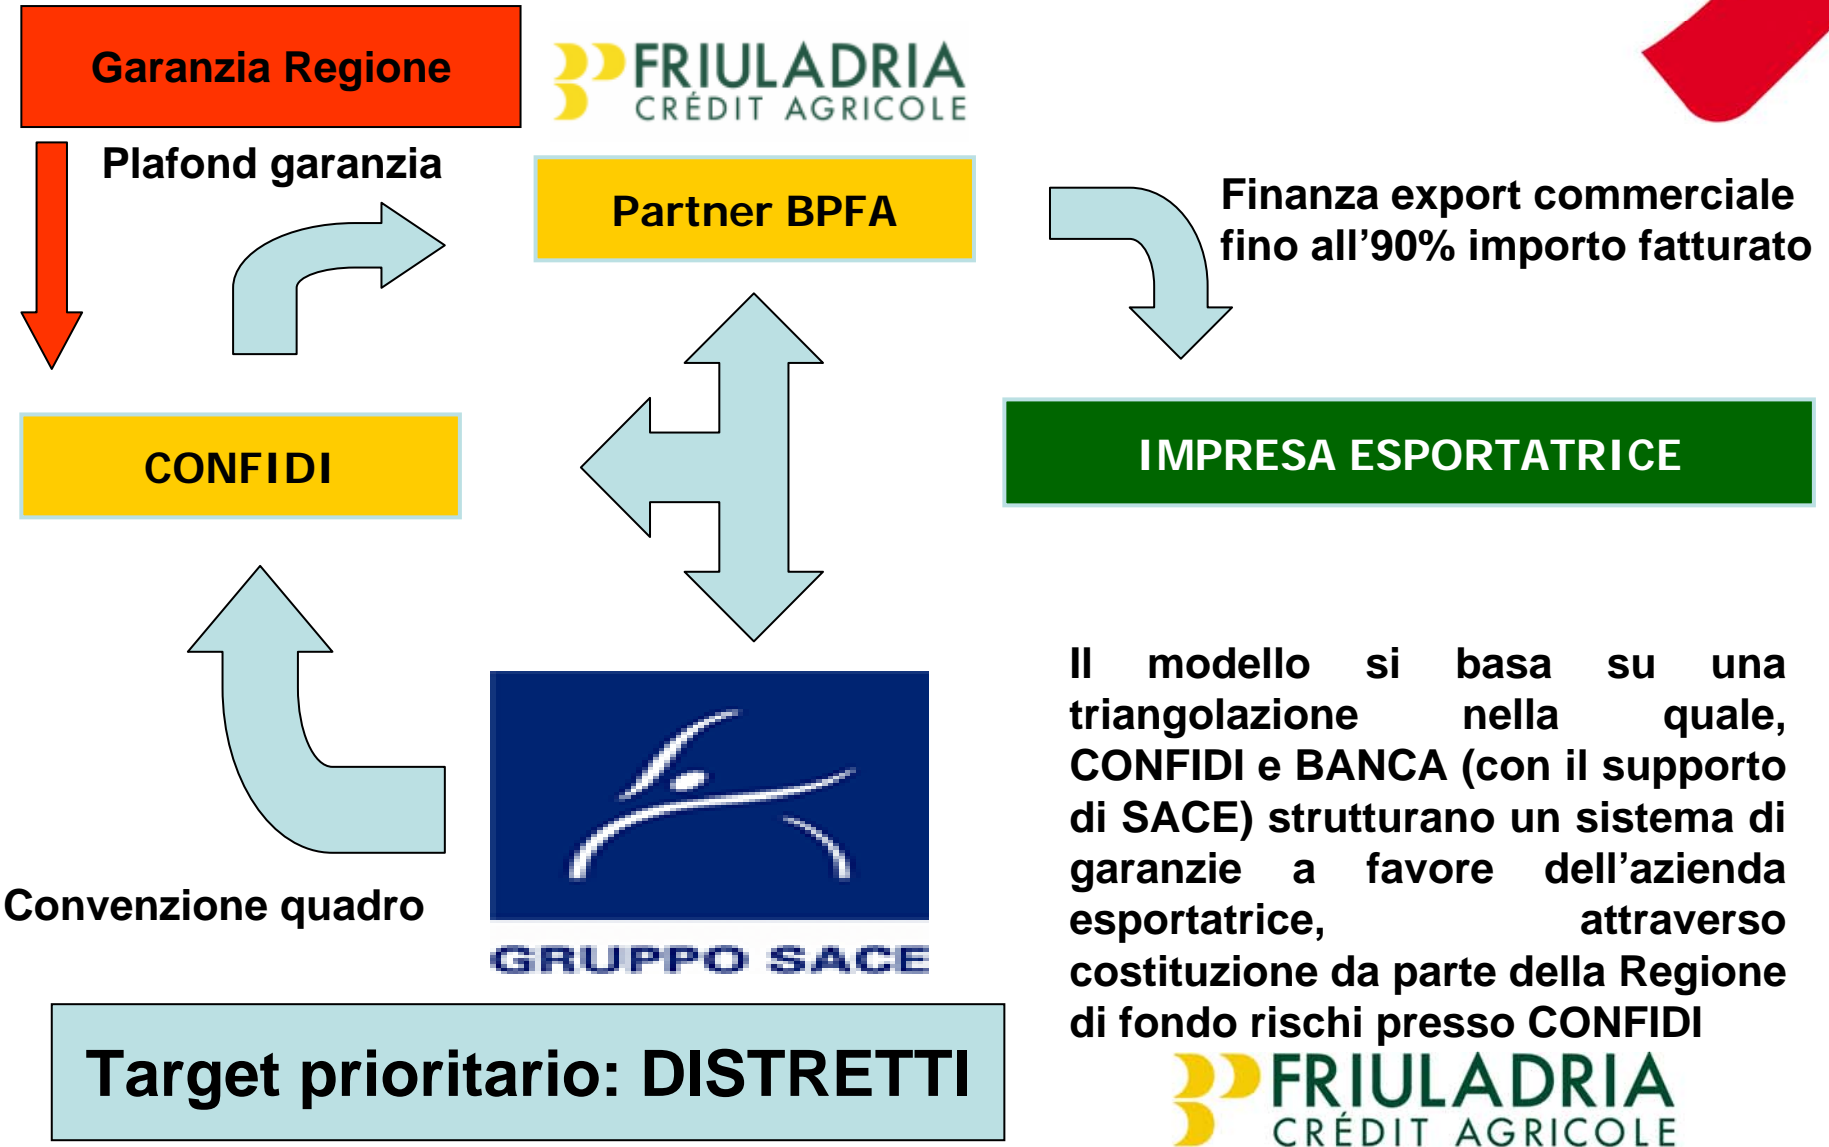 Garanzia Regione
FRIULADRIA
CRÉDIT AGRICOLE
Plafond garanzia
Partner BPFA
Finanza export commerciale
fino all’90% importo fatturato
CONFIDI
IMPRESA ESPORTATRICE
Convenzione quadro
GRUPPO SACE
Il modello si basa su una
triangolazione nella quale,
CONFIDI e BANCA (con il supporto
di SACE) strutturano un sistema di
garanzie a favore dell’azienda
esportatrice, attraverso
costituzione da parte della Regione
di fondo rischi presso CONFIDI
Target prioritario: DISTRETTI
FRIULADRIA
CRÉDIT AGRICOLE